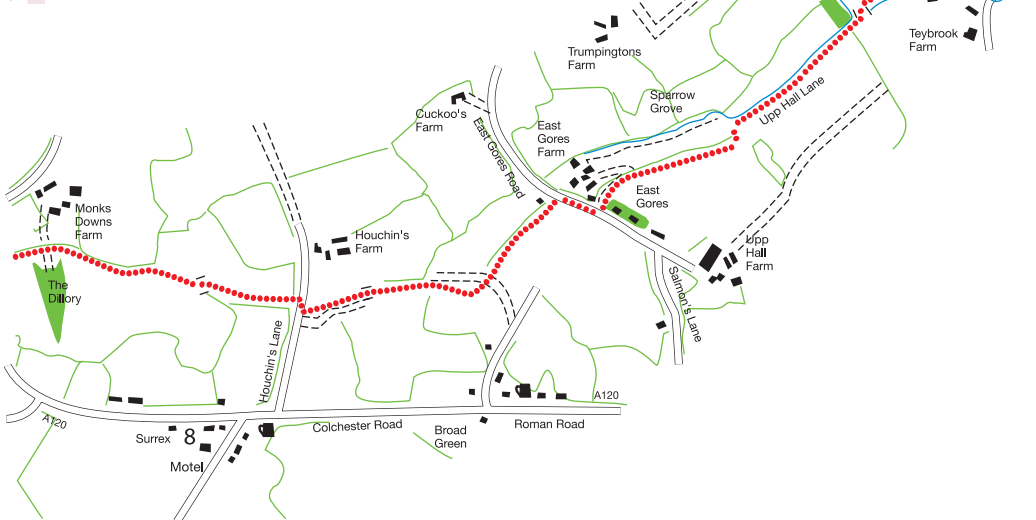 Teybrook
Farm
Trumpingtons
Farm
Upp Hall Lane
Sparrow
Grove
Cuckoo's
Farm
East Gores Road
East
Gores
Farm
East
Gores
Monks
Downs
Farm
Houchin's
Farm
Upp
Hall
Farm
The
Dillory
Salmon's Lane
Houchin's Lane
A120
A120
Colchester Road
Broad
Green
Roman Road
Surrex
8
Motel